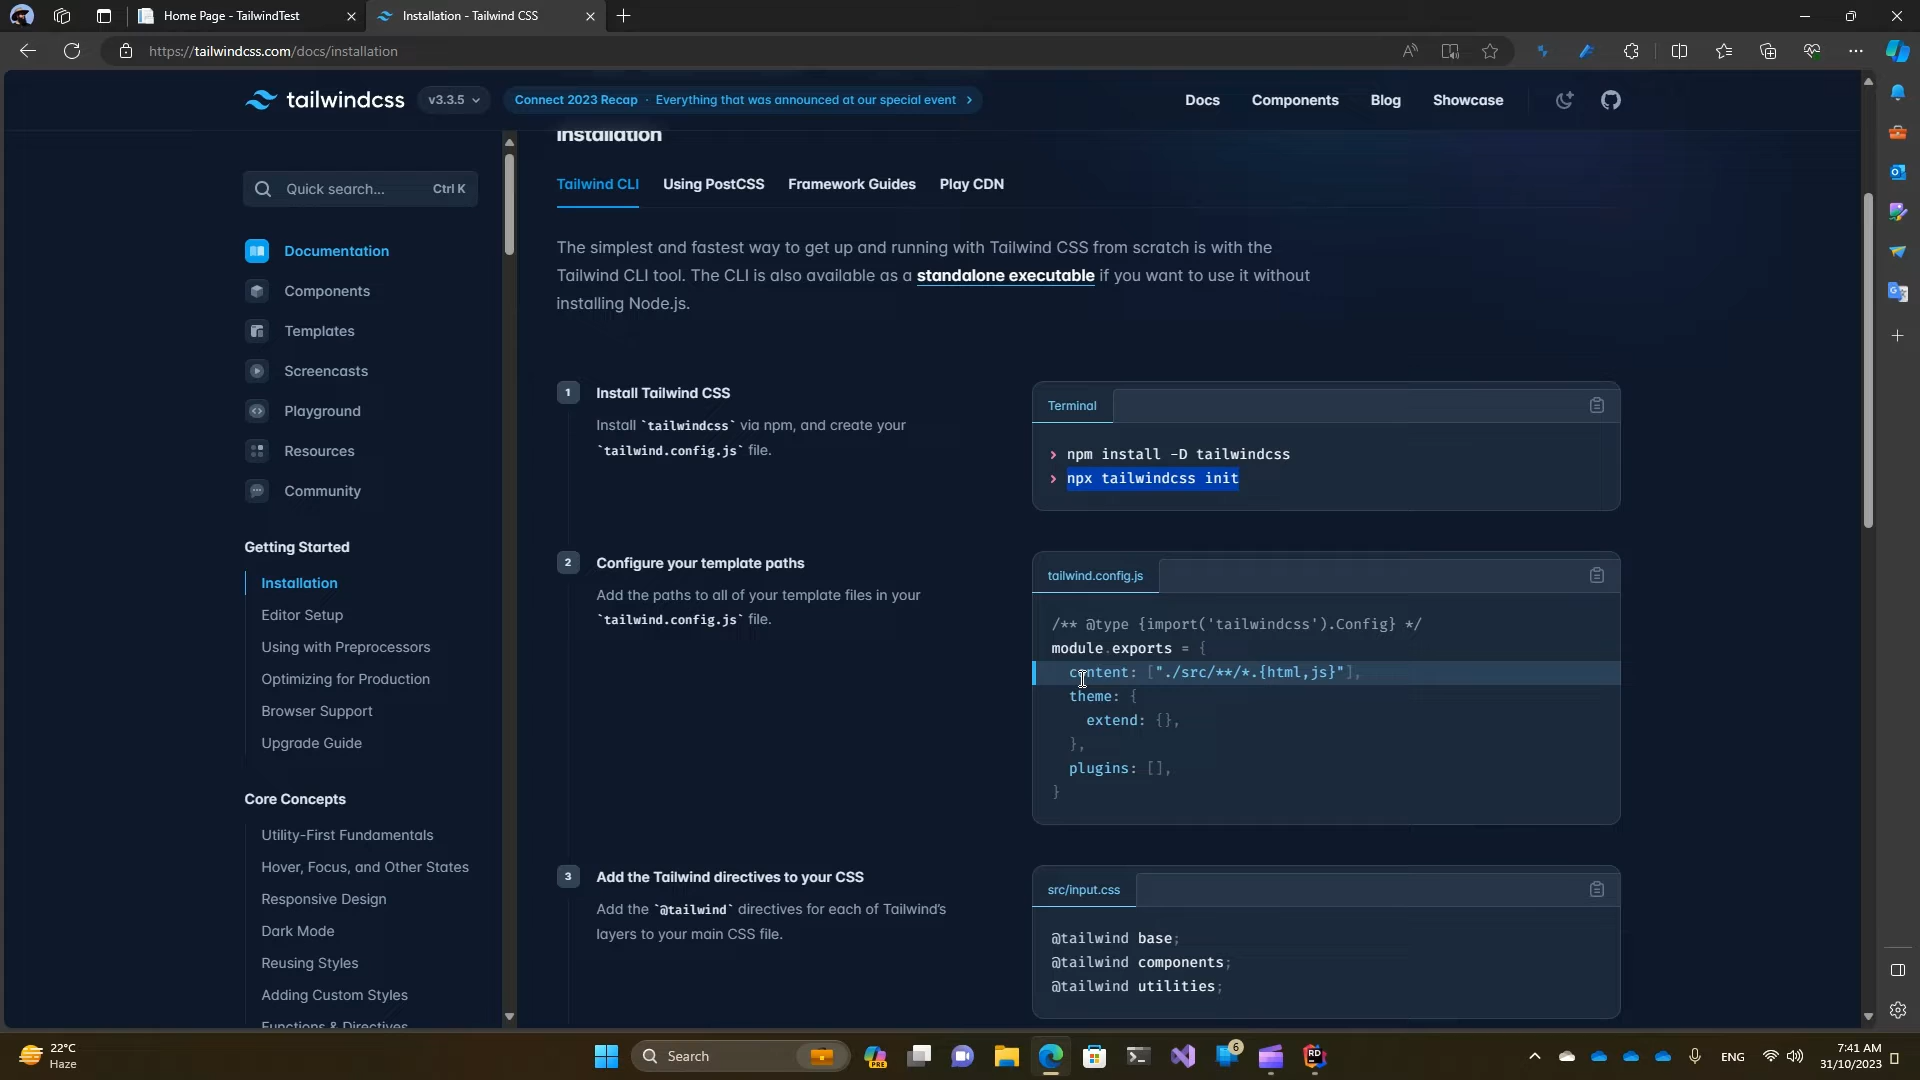 Home Page - TailwindTest
Installation - Tailwind CSS
https://tailwindcss.com/docs/installation
tailwindcss
v3.3.5
Connect 2023 Recap · Everything that was announced at our special event
Docs
Components
Blog
Showcase
Quick search...
Ctrl K
Documentation
Components
Templates
Screencasts
Playground
Resources
Community
Getting Started
Installation
Editor Setup
Using with Preprocessors
Optimizing for Production
Browser Support
Upgrade Guide
Core Concepts
Utility-First Fundamentals
Hover, Focus, and Other States
Responsive Design
Dark Mode
Reusing Styles
Adding Custom Styles
Functions & Directives
Installation
Tailwind CLI
Using PostCSS
Framework Guides
Play CDN
The simplest and fastest way to get up and running with Tailwind CSS from scratch is with the
Tailwind CLI tool. The CLI is also available as a standalone executable if you want to use it without
installing Node.js.
1
Install Tailwind CSS
Install `tailwindcss` via npm, and create your
`tailwind.config.js` file.
Terminal
> npm install -D tailwindcss
> npx tailwindcss init
2
Configure your template paths
Add the paths to all of your template files in your
`tailwind.config.js` file.
tailwind.config.js
/** @type {import('tailwindcss').Config} */
module.exports = {
content: ["./src/**/*.{html,js}"],
theme: {
extend: {},
},
plugins: [],
}
3
Add the Tailwind directives to your CSS
Add the `@tailwind` directives for each of Tailwind's
layers to your main CSS file.
src/input.css
@tailwind base;
@tailwind components;
@tailwind utilities;
22°C
Haze
Search
PRE
6
RD
ENG
7:41 AM
31/10/2023